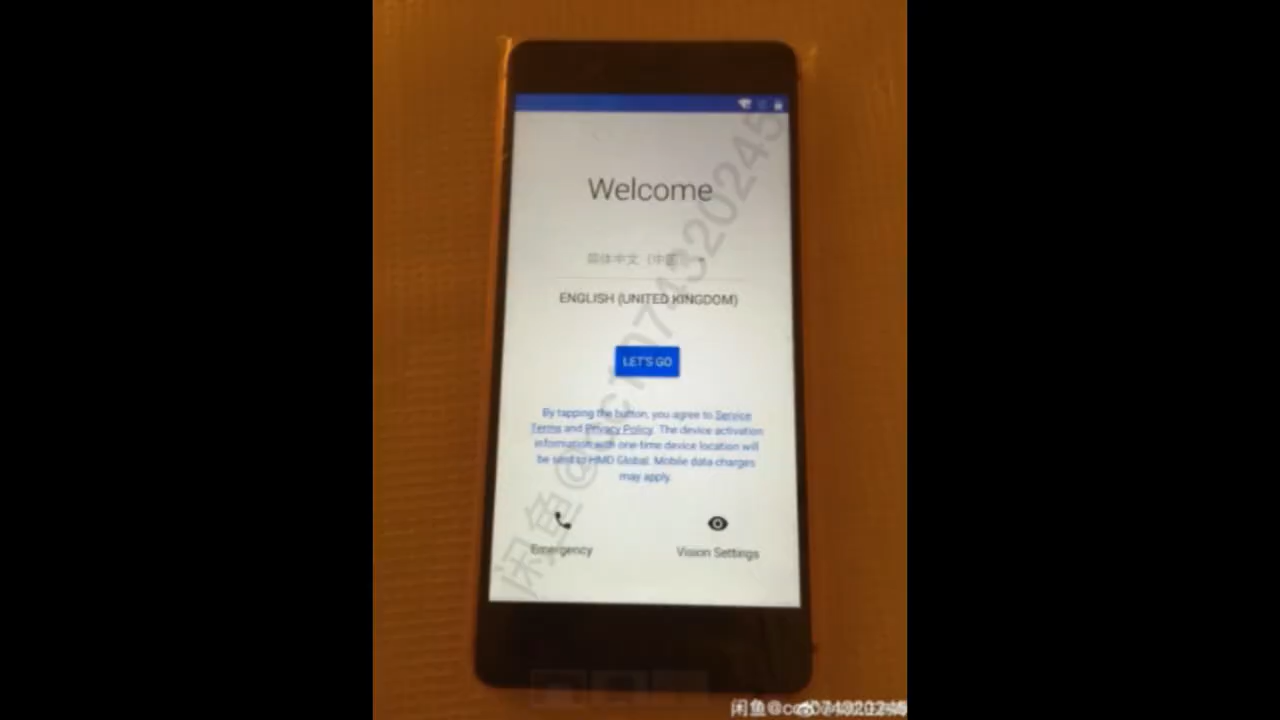 Welcome
简体中文 (中国)
ENGLISH (UNITED KINGDOM)
LET'S GO
By tapping the button, you agree to Service
Terms and Privacy Policy. The device activation
information with one-time device location will
be send to HMD Global. Mobile data charges
may apply.
Emergency
Vision Settings
闲鱼@cc1074320245